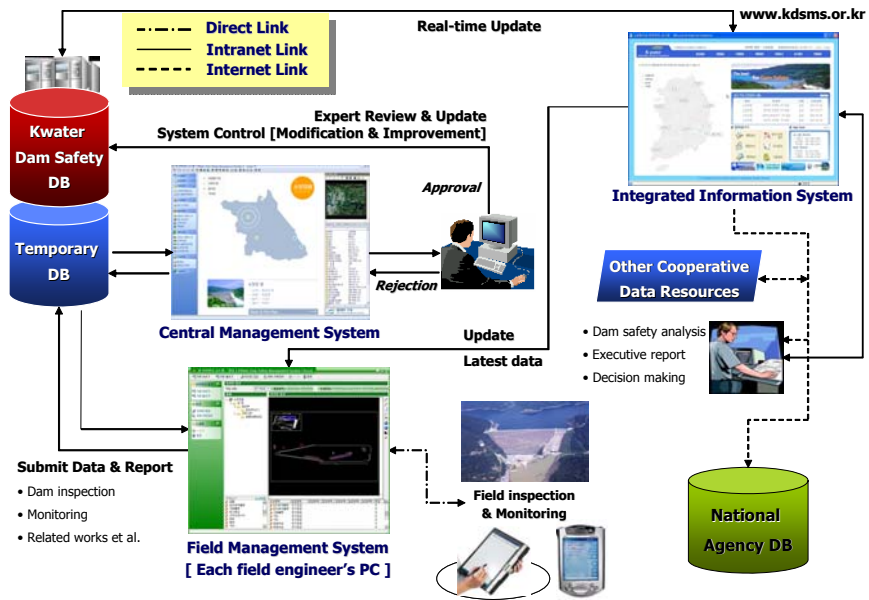 Direct Link
Intranet Link
Internet Link
Real-time Update
www.kdsms.or.kr
Kwater
Dam Safety
DB
Expert Review & Update
System Control [Modification & Improvement]
Approval
Integrated Information System
Temporary
DB
Rejection
Other Cooperative
Data Resources
Central Management System
Update
Latest data
• Dam safety analysis
• Executive report
• Decision making
Submit Data & Report
• Dam inspection
• Monitoring
• Related works et al.
Field inspection
& Monitoring
National
Agency DB
Field Management System
[ Each field engineer's PC ]